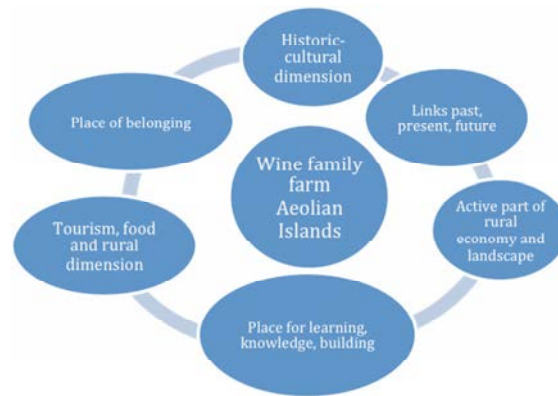 Historic-
cultural
dimension
Links past,
present, future
Active part of
rural
economy and
landscape
Place for learning,
knowledge, building
Tourism, food
and rural
dimension
Place of belonging
Wine family
farm
Aeolian
Islands